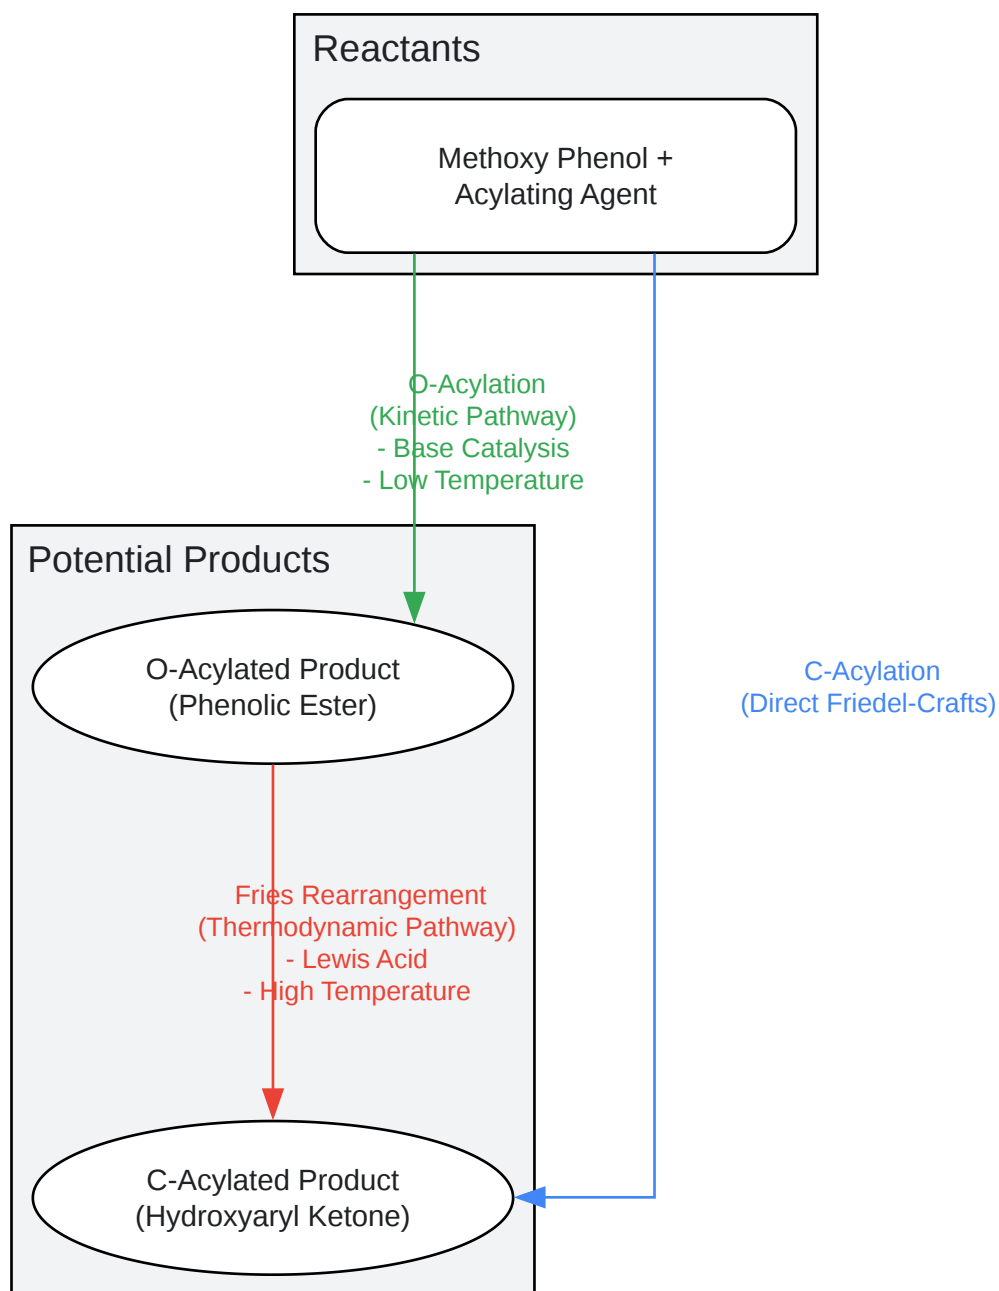 Reactants
Methoxy Phenol +
Acylating Agent
O-Acylation
(Kinetic Pathway)
- Base Catalysis
- Low Temperature
Potential Products
O-Acylated Product
(Phenolic Ester)
C-Acylation
(Direct Friedel-Crafts)
Fries Rearrangement
(Thermodynamic Pathway)
- Lewis Acid
- High Temperature
C-Acylated Product
(Hydroxyaryl Ketone)